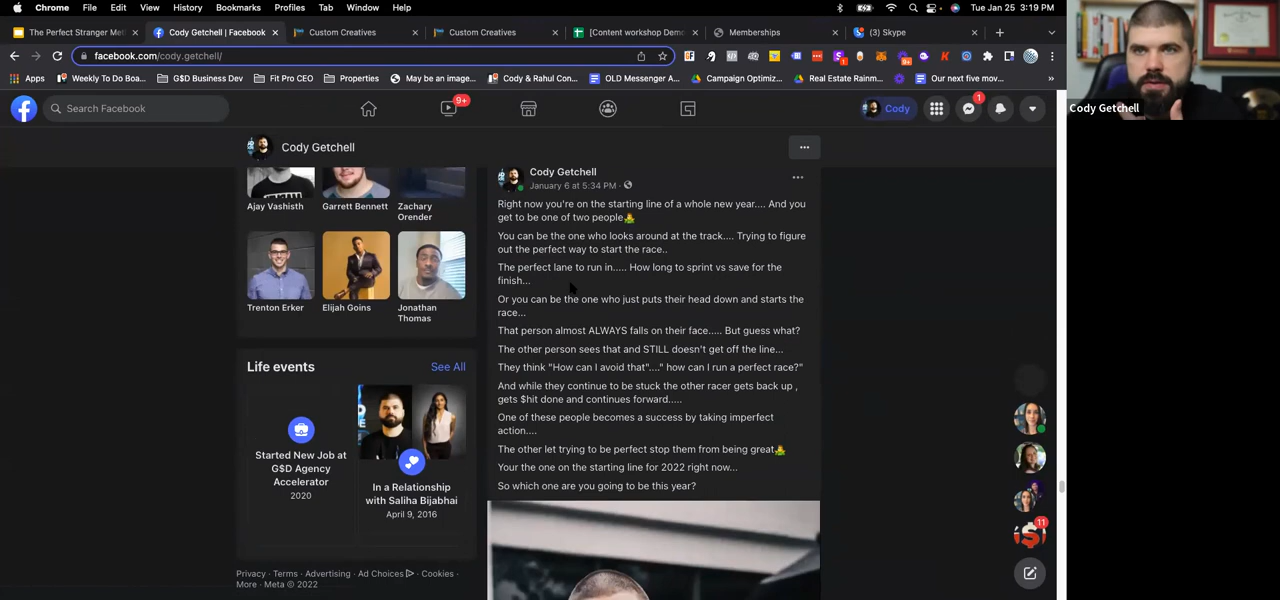 Chrome File Edit View History Bookmarks Profiles Tab Window Help Tue Jan 25 3:19 PM
The Perfect Stranger Met Cody Getchell | Facebook Custom Creatives Custom Creatives [Content workshop Demo Memberships (3) Skype
facebook.com/cody.getchell/
Apps Weekly To Do Boa... G$D Business Dev Fit Pro CEO Properties May be an image... Cody & Rahul Con... OLD Messenger A... Campaign Optimiz... Real Estate Rainm... Our next five mov...
Search Facebook
9+
Cody
1
Cody Getchell
Ajay Vashisth
Garrett Bennett
Zachary
Orender
Trenton Erker
Elijah Goins
Jonathan
Thomas
Life events
See All
Started New Job at
G$D Agency
Accelerator
2020
In a Relationship
with Saliha Bijabhai
April 9, 2016
Privacy · Terms · Advertising · Ad Choices · Cookies ·
More · Meta © 2022
Cody Getchell
January 6 at 5:34 PM ·
Right now you're on the starting line of a whole new year.... And you
get to be one of two people🤷‍♂️
You can be the one who looks around at the track.... Trying to figure
out the perfect way to start the race..
The perfect lane to run in..... How long to sprint vs save for the
finish...
Or you can be the one who just puts their head down and starts the
race...
That person almost ALWAYS falls on their face..... But guess what?
The other person sees that and STILL doesn't get off the line...
They think "How can I avoid that"...." how can I run a perfect race?"
And while they continue to be stuck the other racer gets back up ,
gets $hit done and continues forward.....
One of these people becomes a success by taking imperfect
action....
The other let trying to be perfect stop them from being great🤷‍♂️
Your the one on the starting line for 2022 right now...
So which one are you going to be this year?
11
Cody Getchell